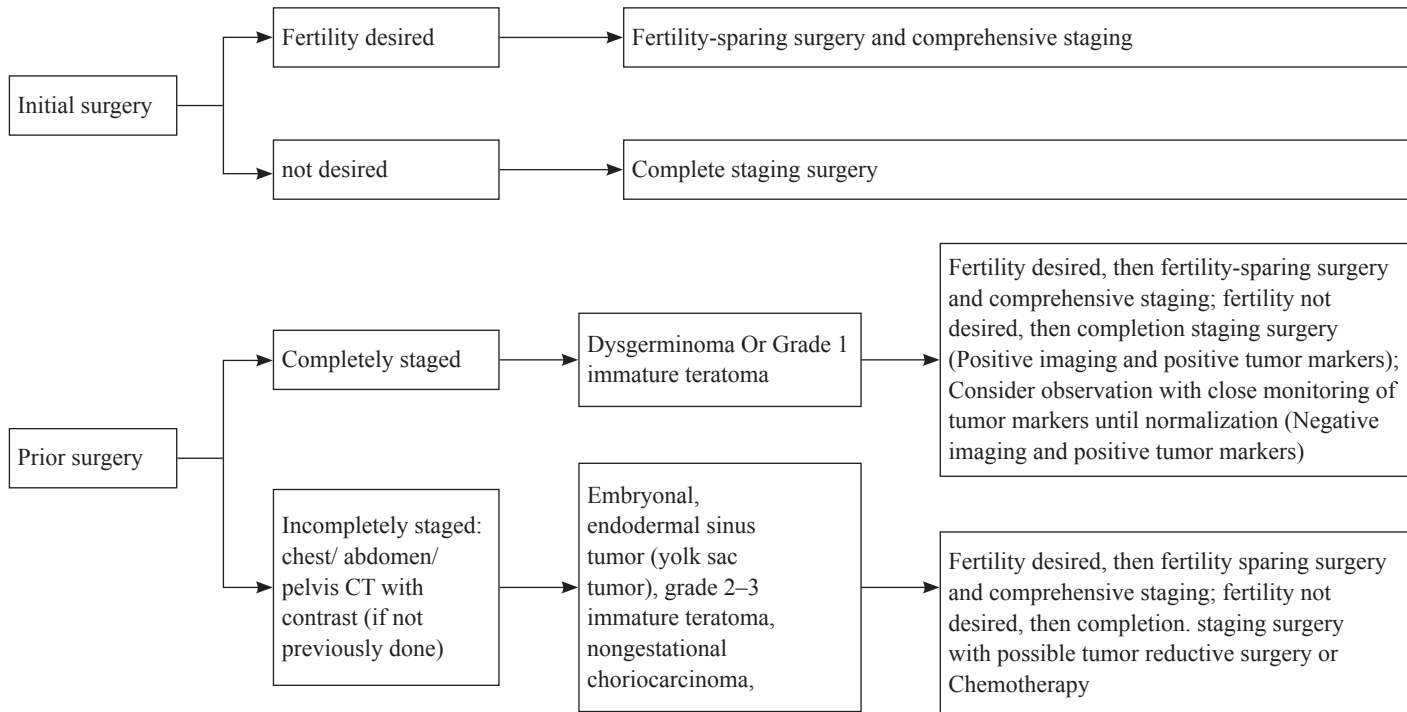 Fertility desired
Fertility-sparing surgery and comprehensive staging
Initial surgery
not desired
Complete staging surgery
Completely staged
Dysgerminoma Or Grade 1
immature teratoma
Fertility desired, then fertility-sparing surgery
and comprehensive staging; fertility not
desired, then completion staging surgery
(Positive imaging and positive tumor markers);
Consider observation with close monitoring of
tumor markers until normalization (Negative
imaging and positive tumor markers)
Prior surgery
Incompletely staged:
chest/ abdomen/
pelvis CT with
contrast (if not
previously done)
Embryonal,
endodermal sinus
tumor (yolk sac
tumor), grade 2–3
immature teratoma,
nongestational
choriocarcinoma,
Fertility desired, then fertility sparing surgery
and comprehensive staging; fertility not
desired, then completion. staging surgery
with possible tumor reductive surgery or
Chemotherapy